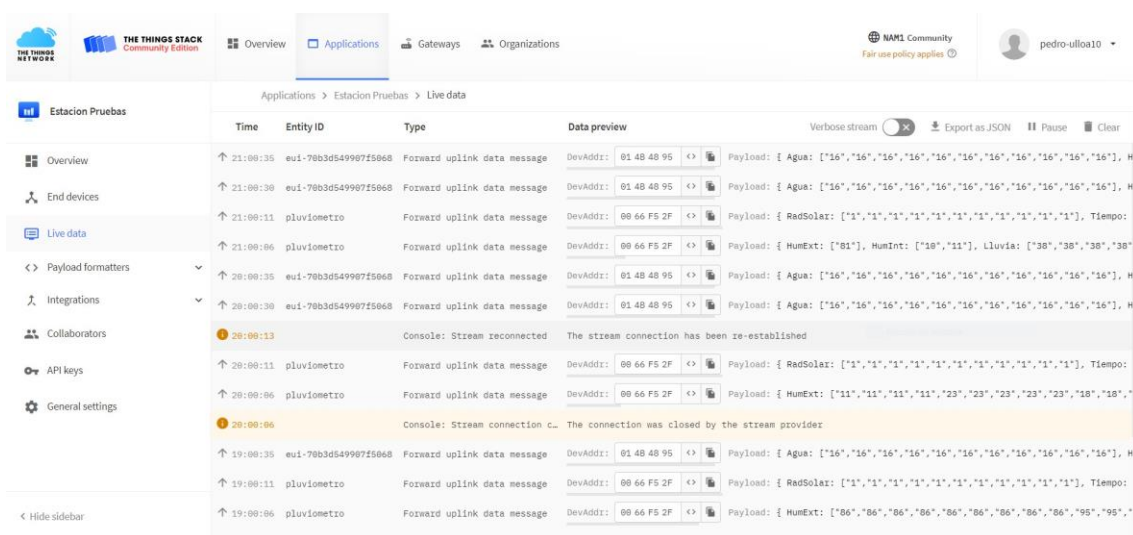 THE THINGS NETWORK
THE THINGS STACK
Community Edition
Overview
Applications
Gateways
Organizations
NAM1 Community
Fair use policy applies
pedro-ulloa10
Estacion Pruebas
Overview
End devices
Live data
Payload formatters
Integrations
Collaborators
API keys
General settings
< Hide sidebar
Applications > Estacion Pruebas > Live data
Time Entity ID Type Data preview Verbose stream Export as JSON Pause Clear
↑ 21:00:35 eui-70b3d549907f5068 Forward uplink data message DevAddr: 01 4B 48 95 <> Payload: { Agua: ["16","16","16","16","16","16","16","16","16","16","16","16"], H
↑ 21:00:30 eui-70b3d549907f5068 Forward uplink data message DevAddr: 01 4B 48 95 <> Payload: { Agua: ["16","16","16","16","16","16","16","16","16","16","16","16"], H
↑ 21:00:11 pluviometro Forward uplink data message DevAddr: 00 66 F5 2F <> Payload: { RadSolar: ["1","1","1","1","1","1","1","1","1","1","1","1"], Tiempo:
↑ 21:00:06 pluviometro Forward uplink data message DevAddr: 00 66 F5 2F <> Payload: { HumExt: ["81"], HumInt: ["10","11"], Lluvia: ["38","38","38","38"
↑ 20:00:35 eui-70b3d549907f5068 Forward uplink data message DevAddr: 01 4B 48 95 <> Payload: { Agua: ["16","16","16","16","16","16","16","16","16","16","16","16"], H
↑ 20:00:30 eui-70b3d549907f5068 Forward uplink data message DevAddr: 01 4B 48 95 <> Payload: { Agua: ["16","16","16","16","16","16","16","16","16","16","16","16"], H
20:00:13 Console: Stream reconnected The stream connection has been re-established
↑ 20:00:11 pluviometro Forward uplink data message DevAddr: 00 66 F5 2F <> Payload: { RadSolar: ["1","1","1","1","1","1","1","1","1","1","1","1"], Tiempo:
↑ 20:00:06 pluviometro Forward uplink data message DevAddr: 00 66 F5 2F <> Payload: { HumExt: ["11","11","11","11","23","23","23","23","23","18","18","
20:00:06 Console: Stream connection c… The connection was closed by the stream provider
↑ 19:00:35 eui-70b3d549907f5068 Forward uplink data message DevAddr: 01 4B 48 95 <> Payload: { Agua: ["16","16","16","16","16","16","16","16","16","16","16","16"], H
↑ 19:00:11 pluviometro Forward uplink data message DevAddr: 00 66 F5 2F <> Payload: { RadSolar: ["1","1","1","1","1","1","1","1","1","1","1","1"], Tiempo:
↑ 19:00:06 pluviometro Forward uplink data message DevAddr: 00 66 F5 2F <> Payload: { HumExt: ["86","86","86","86","86","86","86","86","86","95","95","